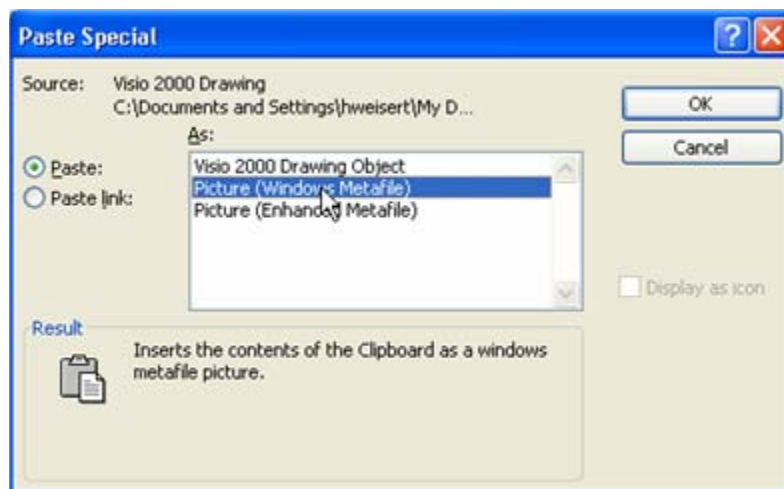 Paste Special
Source: Visio 2000 Drawing
C:\Documents and Settings\hweisert\My D...
As:
OK
Cancel
Paste:
Paste link:
Visio 2000 Drawing Object
Picture (Windows Metafile)
Picture (Enhanced Metafile)
Display as icon
Result
Inserts the contents of the Clipboard as a windows
metafile picture.